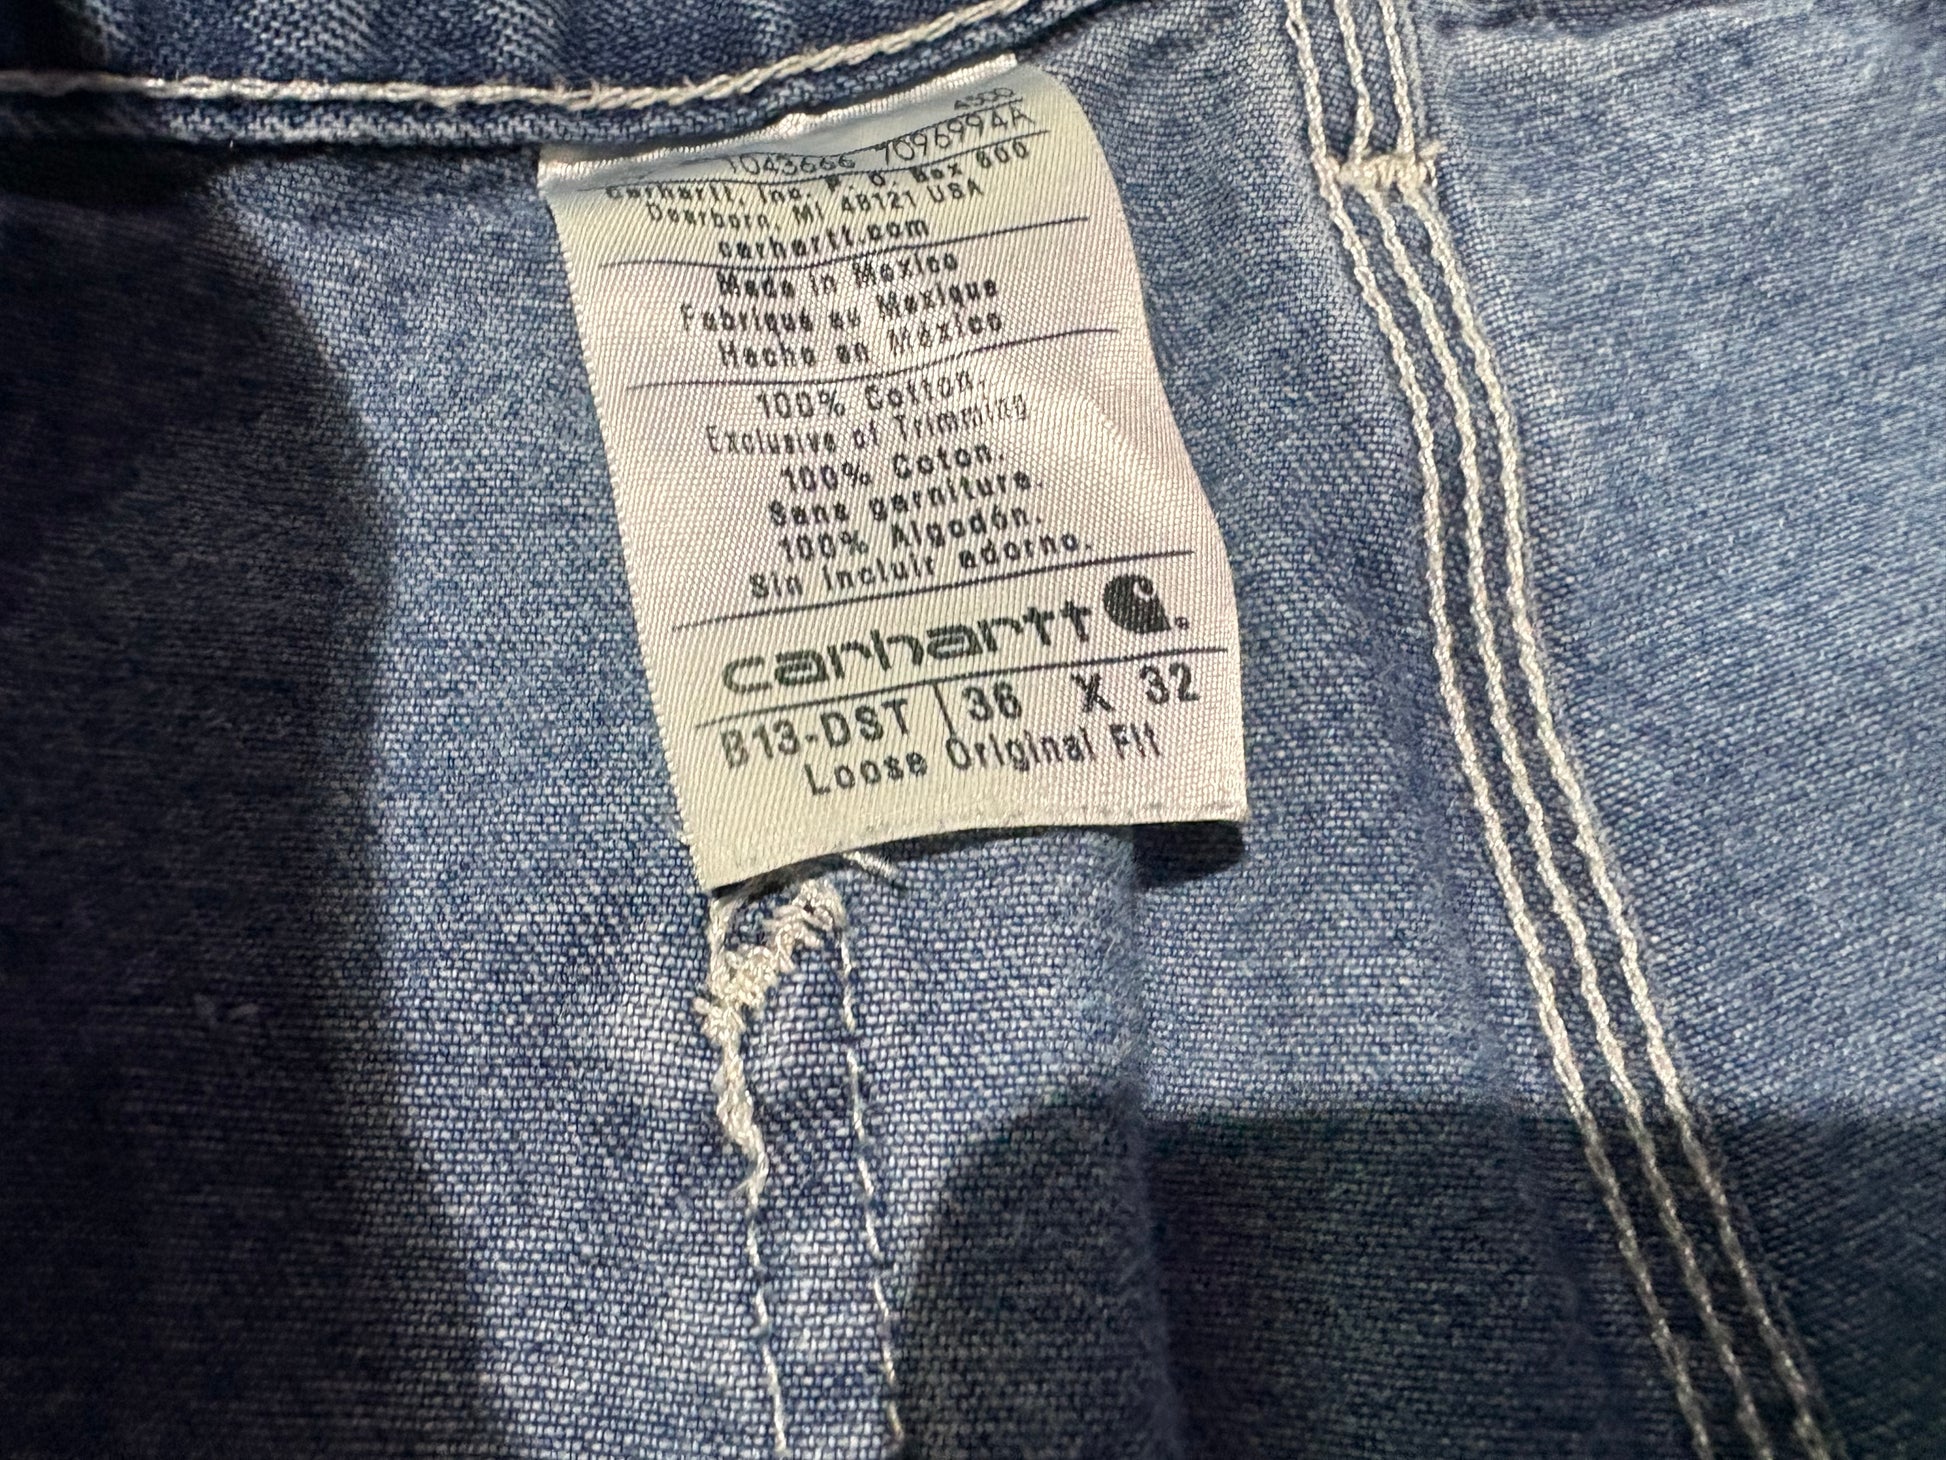 1043666 7096994A
Carhartt, Inc. P. O. Box 600
Dearborn, MI 48121 USA
carhartt.com
Made in Mexico
Fabrique au Mexique
Hecho en México
100% Cotton.
Exclusive of Trimming
100% Coton.
Sans garniture.
100% Algodón.
Sin incluir adorno.
carhartt
B13-DST 36 X 32
Loose Original Fit